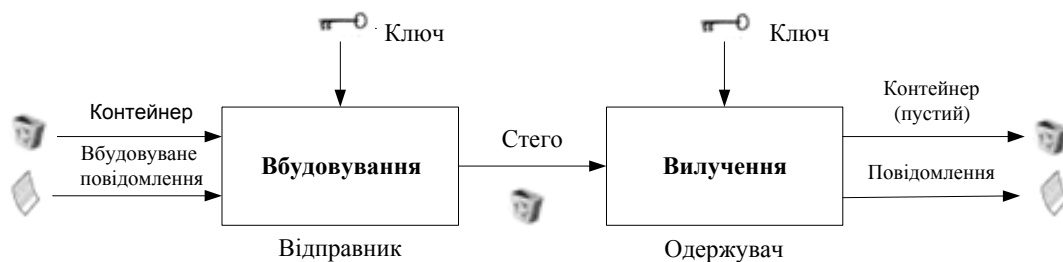 Ключ
Ключ
Контейнер
Вбудовуване
повідомлення
Вбудовування
Стего
Вилучення
Контейнер
(пустий)
Повідомлення
Відправник
Одержувач